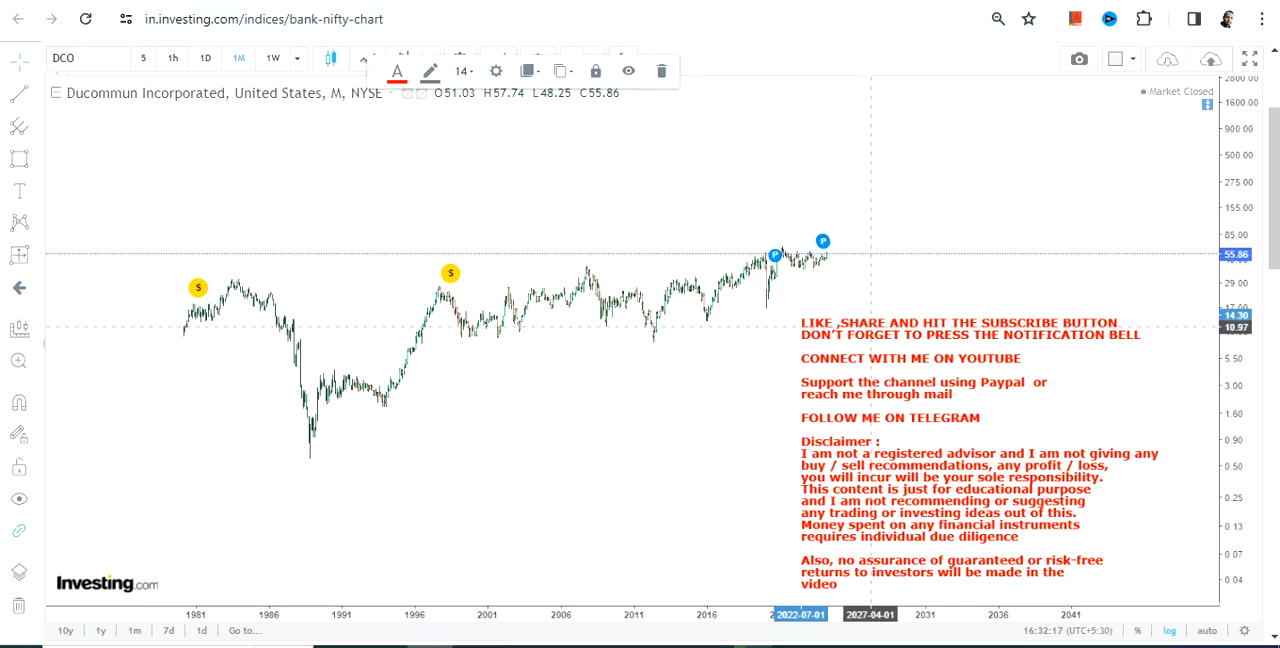 in.investing.com/indices/bank-nifty-chart
DCO 5 1h 1D 1M 1W
14
Ducommun Incorporated, United States, M, NYSE O51.03 H57.74 L48.25 C55.86
Market Closed
2800.00
1600.00
900.00
500.00
275.00
155.00
85.00
55.86
29.00
17.00
14.30
10.97
5.50
3.00
1.60
0.90
0.50
0.25
0.13
0.07
0.04
P
P
S
S
LIKE ,SHARE AND HIT THE SUBSCRIBE BUTTON
DON'T FORGET TO PRESS THE NOTIFICATION BELL
CONNECT WITH ME ON YOUTUBE
Support the channel using Paypal or
reach me through mail
FOLLOW ME ON TELEGRAM
Disclaimer :
I am not a registered advisor and I am not giving any
buy / sell recommendations, any profit / loss,
you will incur will be your sole responsibility.
This content is just for educational purpose
and I am not recommending or suggesting
any trading or investing ideas out of this.
Money spent on any financial instruments
requires individual due diligence
Also, no assurance of guaranteed or risk-free
returns to investors will be made in the
video
Investing.com
1981 1986 1991 1996 2001 2006 2011 2016 2022-07-01 2027-04-01 2031 2036 2041
10y 1y 1m 7d 1d Go to... 16:32:17 (UTC+5:30) % log auto